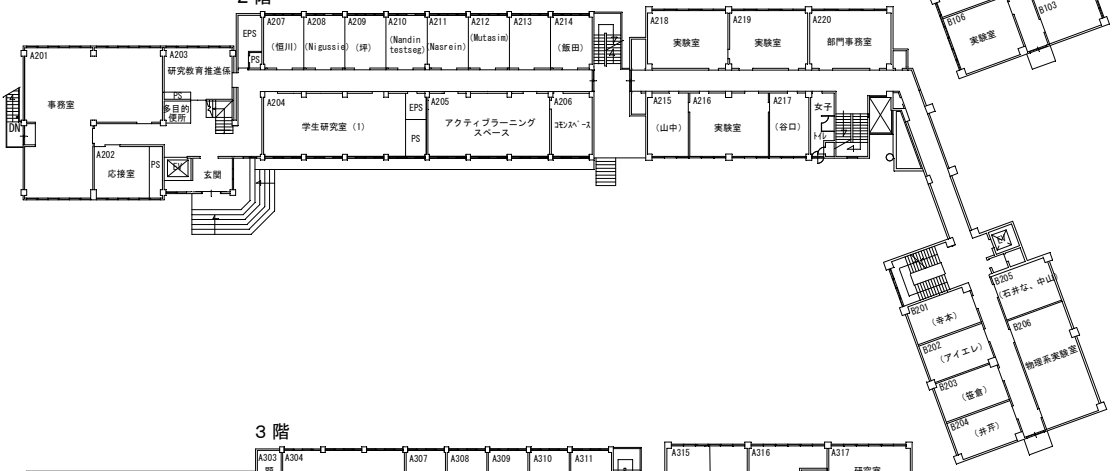 2 階
B106
実験室
B103
EPS
PS
A207
(恒川)
A208
(Nigussie)
A209
(坪)
A210
(Nandin
testseg)
A211
(Nasrein)
A212
(Mutasim)
A213
A214
(飯田)
A218
実験室
A219
実験室
A220
部門事務室
A201
事務室
DN
A203
研究教育推進係
PS
多目的
便所
A202
応接室
PS
EV
玄関
A204
学生研究室 (1)
EPS
PS
A205
アクティブラーニング
スペース
A206
コモンスペース
A215
(山中)
A216
実験室
A217
(谷口)
女子
トイレ
EV
B205
(石井な、中山)
B201
(寺本)
B206
物理系実験室
B202
(アイエレ)
B203
(笹倉)
B204
(井芹)
3 階
A303
A304
A307
A308
A309
A310
A311
A315
A316
A317
研究室